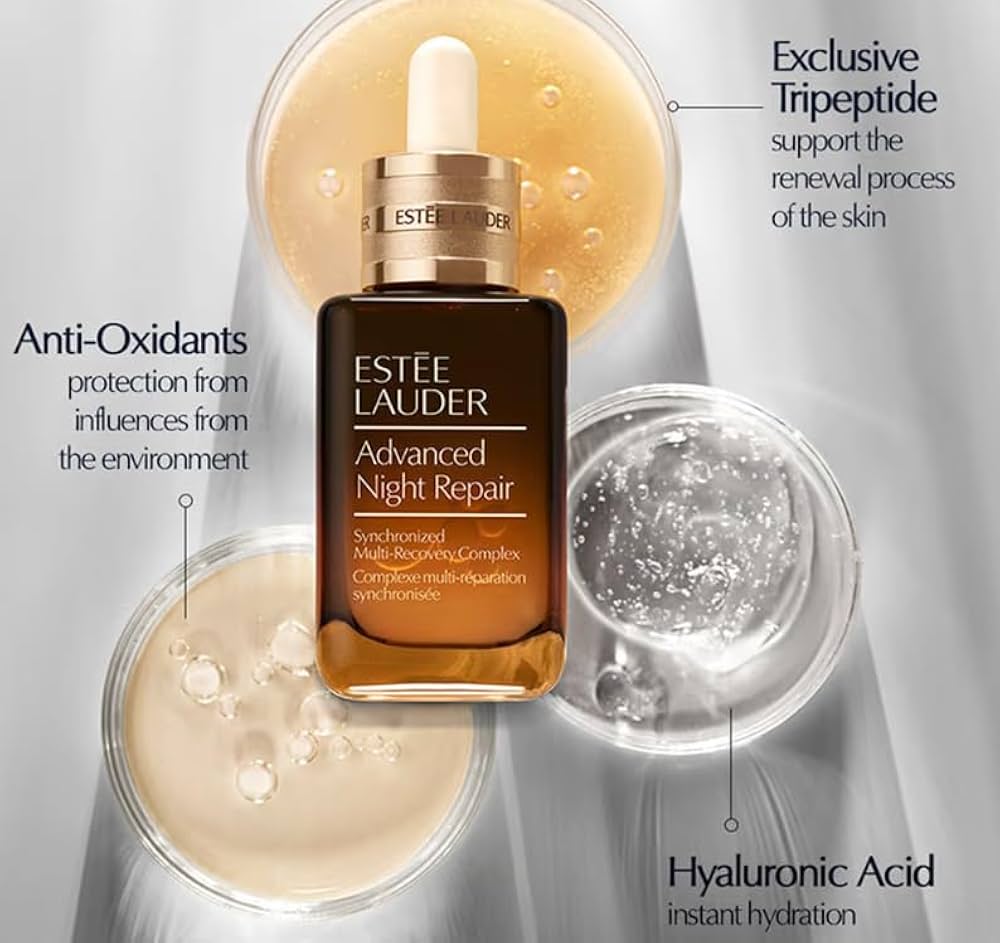 Exclusive
Tripeptide
support the
renewal process
of the skin
ER ESTĒE LAUDER
Anti-Oxidants
protection from
influences from
the environment
ESTĒE
LAUDER
Advanced
Night Repair
Synchronized
Multi-Recovery Complex
Complexe multi-réparation
synchronisée
Hyaluronic Acid
instant hydration